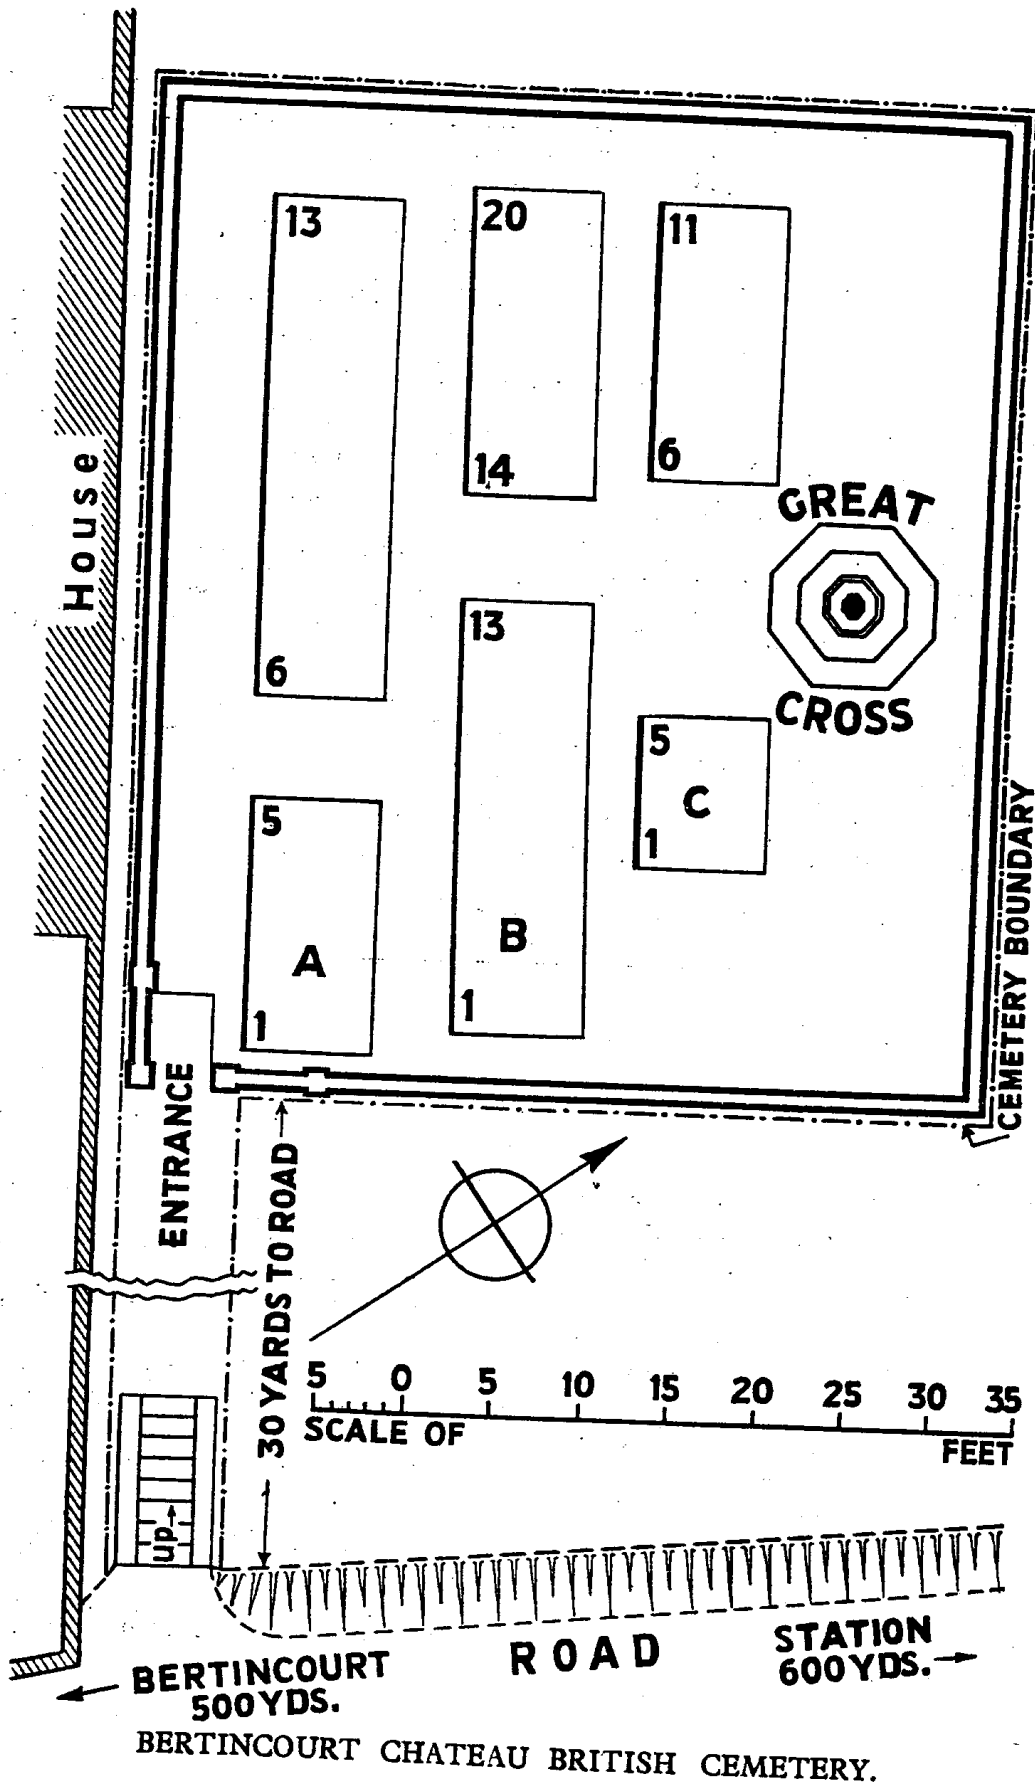 13
20
11
14
6
House
GREAT
CROSS
13
6
5
C
1
5
A
1
B
1
CEMETERY BOUNDARY
ENTRANCE
30 YARDS TO ROAD
5 0 5 10 15 20 25 30 35
SCALE OF
FEET
UP
ROAD
STATION
600 YDS.
BERTINCOURT
500 YDS.
BERTINCOURT CHATEAU BRITISH CEMETERY.